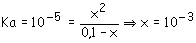 Ka = 10⁻⁵ = x² / (0,1 - x) ⇒ x = 10⁻³